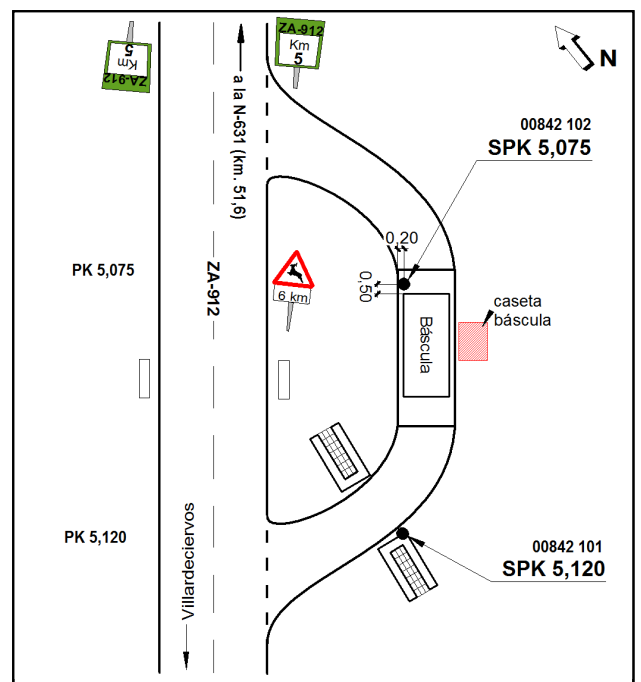 ZA-912
Km
5
ZA-912
Km
5
N
a la N-631 (km. 51,6)
00842 102
SPK 5,075
0,20
PK 5,075
ZA-912
6 km
0,50
Báscula
caseta
báscula
PK 5,120
Villardeciervos
00842 101
SPK 5,120